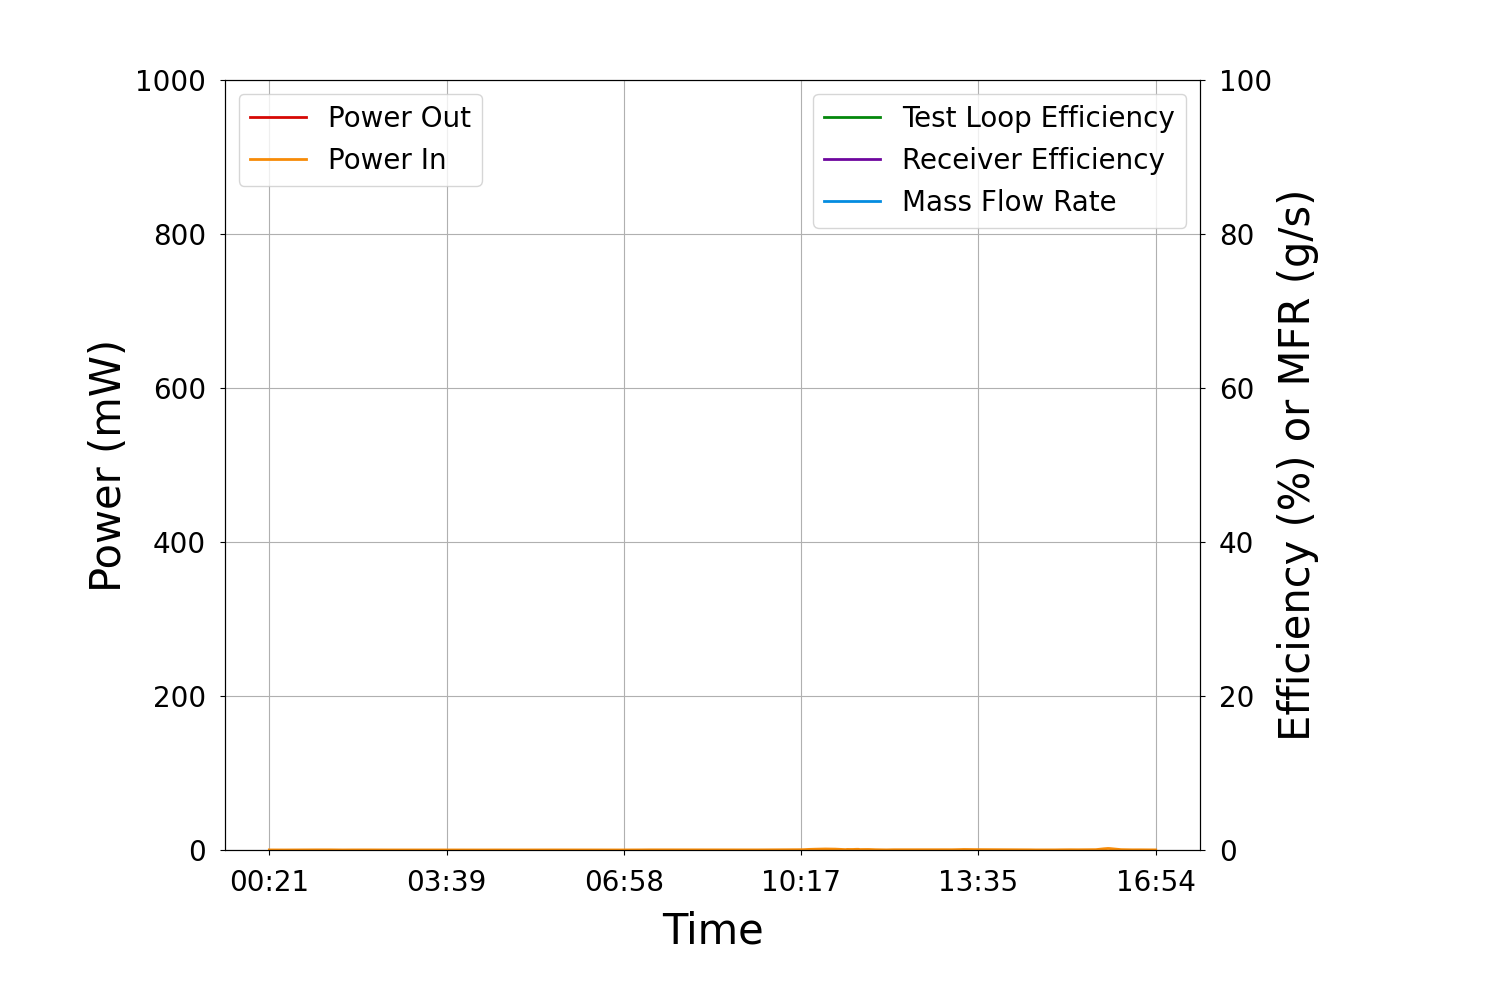 1000
800
600
400
200
0
Power (mW)
Power Out
Power In
Test Loop Efficiency
Receiver Efficiency
Mass Flow Rate
100
80
60
40
20
0
Efficiency (%) or MFR (g/s)
00:21 03:39 06:58 10:17 13:35 16:54
Time